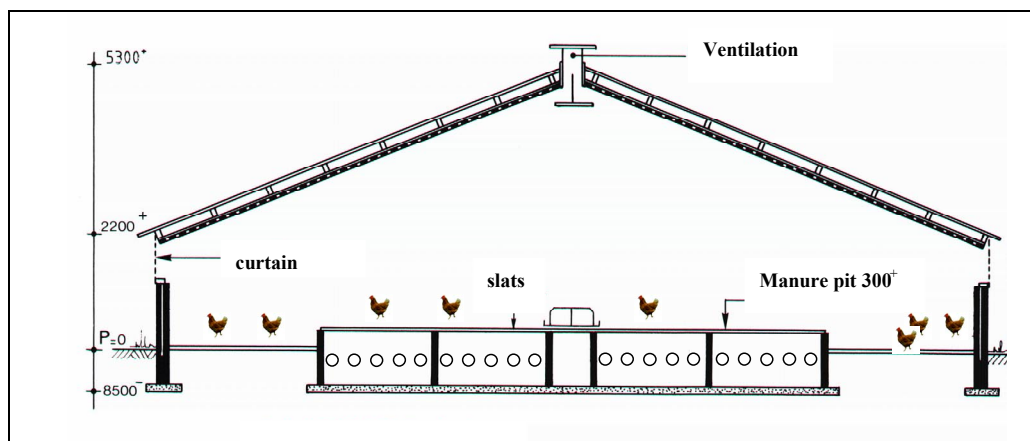 5300+
Ventilation
2200+
curtain
slats
Manure pit 300+
P=0
8500-